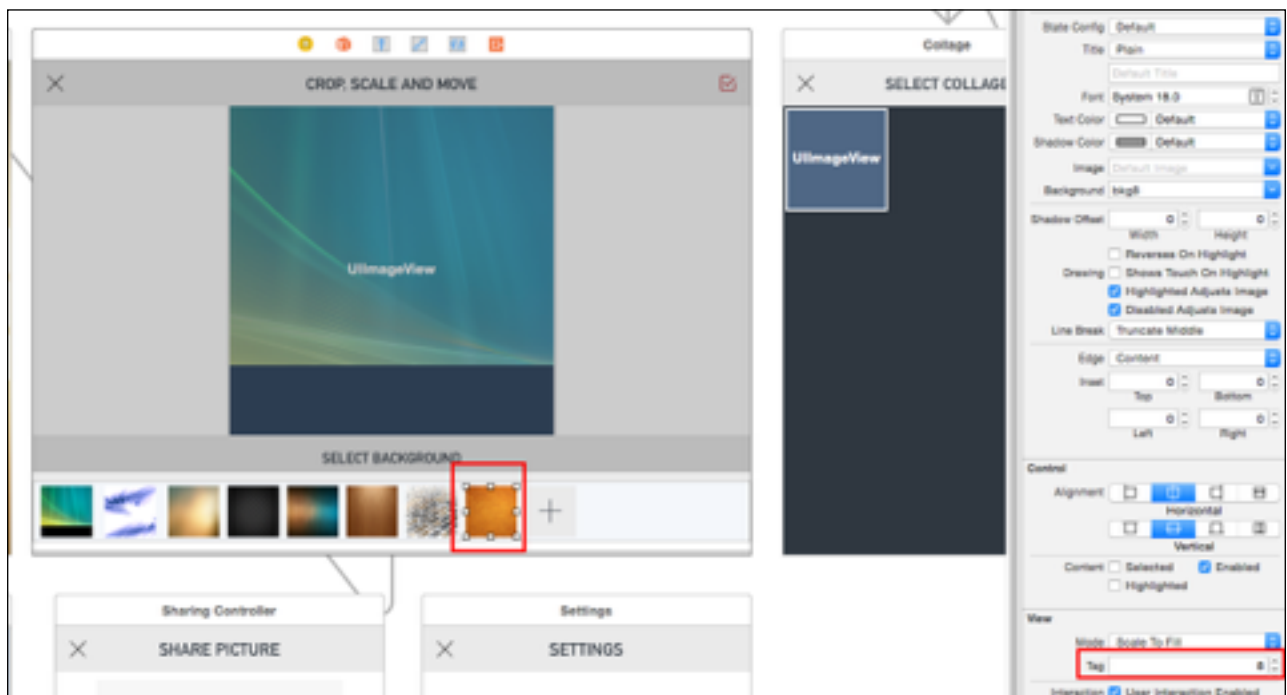 Collage
CROP, SCALE AND MOVE
SELECT COLLAGE
UIImageView
UIImageView
SELECT BACKGROUND
Sharing Controller
SHARE PICTURE
Settings
SETTINGS
State Config Default
Title Plain
Default Title
Font System 18.0
Text Color Default
Shadow Color Default
Image Default Image
Background bkg8
Shadow Offset 0 0
Width Height
Reverses On Highlight
Drawing Shows Touch On Highlight
Highlighted Adjusts Image
Disabled Adjusts Image
Line Break Truncate Middle
Edge Content
Inset 0 0
Top Bottom
0 0
Left Right
Control
Alignment
Horizontal
Vertical
Content Selected Enabled
Highlighted
View
Mode Scale To Fill
Tag 8
Interaction User Interaction Enabled